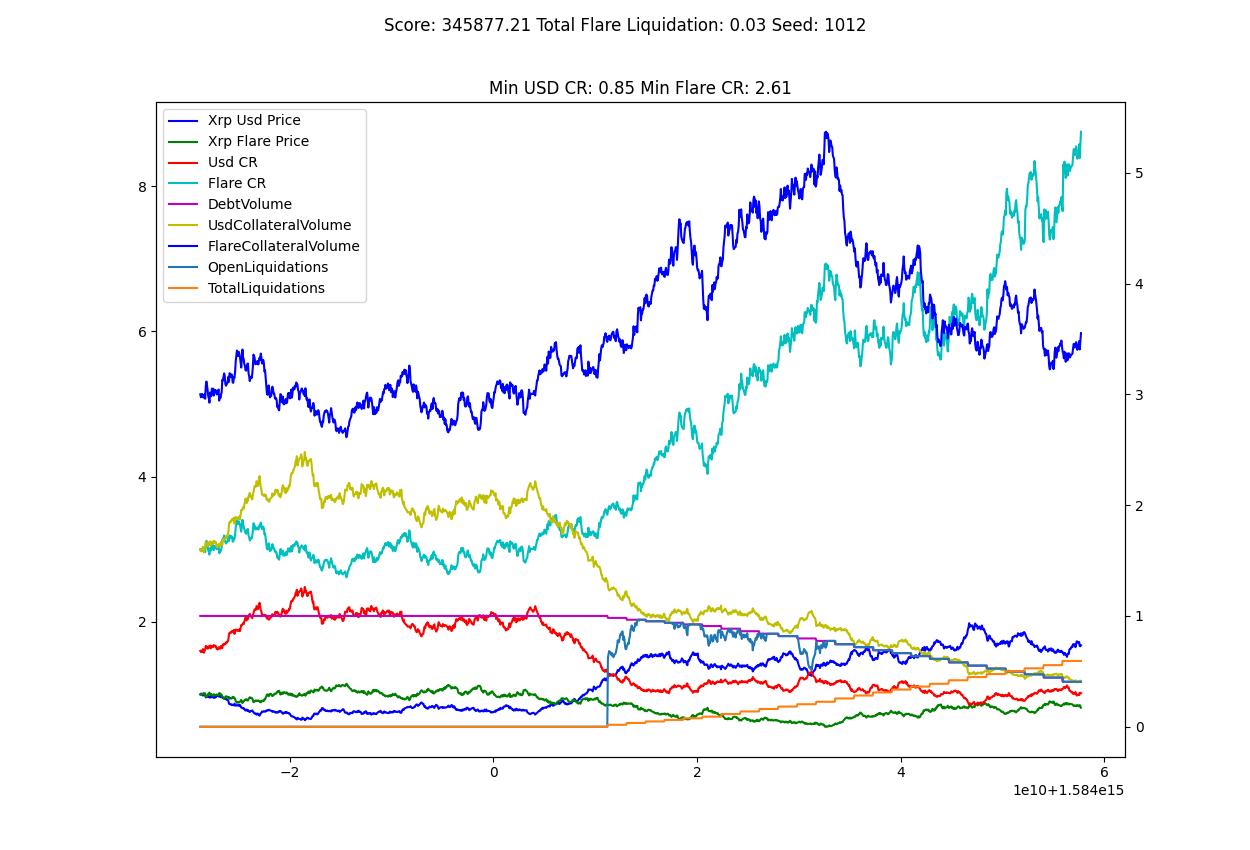 Score: 345877.21 Total Flare Liquidation: 0.03 Seed: 1012
Min USD CR: 0.85 Min Flare CR: 2.61
Xrp Usd Price
Xrp Flare Price
Usd CR
Flare CR
DebtVolume
UsdCollateralVolume
FlareCollateralVolume
OpenLiquidations
TotalLiquidations
8
6
4
2
5
4
3
2
1
0
−2
0
2
4
6
1e10+1.584e15